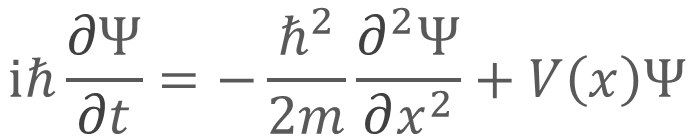 iℏ ∂Ψ/∂t = − ℏ²/2m ∂²Ψ/∂x² + V(x)Ψ